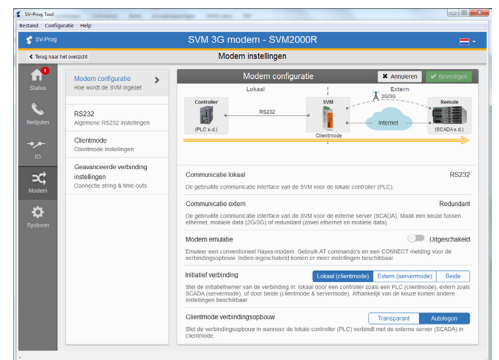 SV-Prog Tool
Bestand Configuratie Help
SV-Prog
SVM 3G modem - SVM2000R
Terug naar het overzicht
Modem instellingen
Status
Belijsten
IO
Modem
Systeem
Modem configuratie
Hoe wordt de SVM ingezet
RS232
Algemene RS232 instellingen
Clientmode
Clientmode instellingen
Geavanceerde verbinding
instellingen
Connectie string & time-outs
Modem configuratie
Annuleren
Bevestigen
Lokaal
Extern
Controller
SVM
2G/3G
Remote
RS232
internet
(PLC e.d.)
(SCADA e.d.)
Clientmode
Communicatie lokaal
RS232
De gebruikte communicatie interface van de SVM voor de lokale controller (PLC).
Communicatie extern
Redundant
De gebruikte communicatie interface van de SVM voor de externe server (SCADA). Maak een keuze tussen
ethernet, mobiele data (2G/3G) of redundant (zowel ethernet en mobiele data)
Modem emulatie
Uitgeschakeld
Emuleer een conventioneel Hayes-modem. Gebruik AT commando's en een CONNECT melding voor de
verbindingsopbouw. Indien ingeschakeld komen er meer instellingen beschikbaar
Initiatief verbinding
Lokaal (clientmode)
Extern (servermode)
Beide
Stel de initiatiefnemer van de verbinding in; lokaal door een controller zoals een PLC (clientmode), extern zoals
SCADA (servermode), of door beide (clientmode & servermode). Afhankelijk van de keuze komen andere
instellingen beschikbaar
Clientmode verbindingsopbouw
Transparant
Autologon
Stel de verbindingsopbouw in wanneer de lokale controller (PLC) verbindt met de externe server (SCADA) in
clientmode